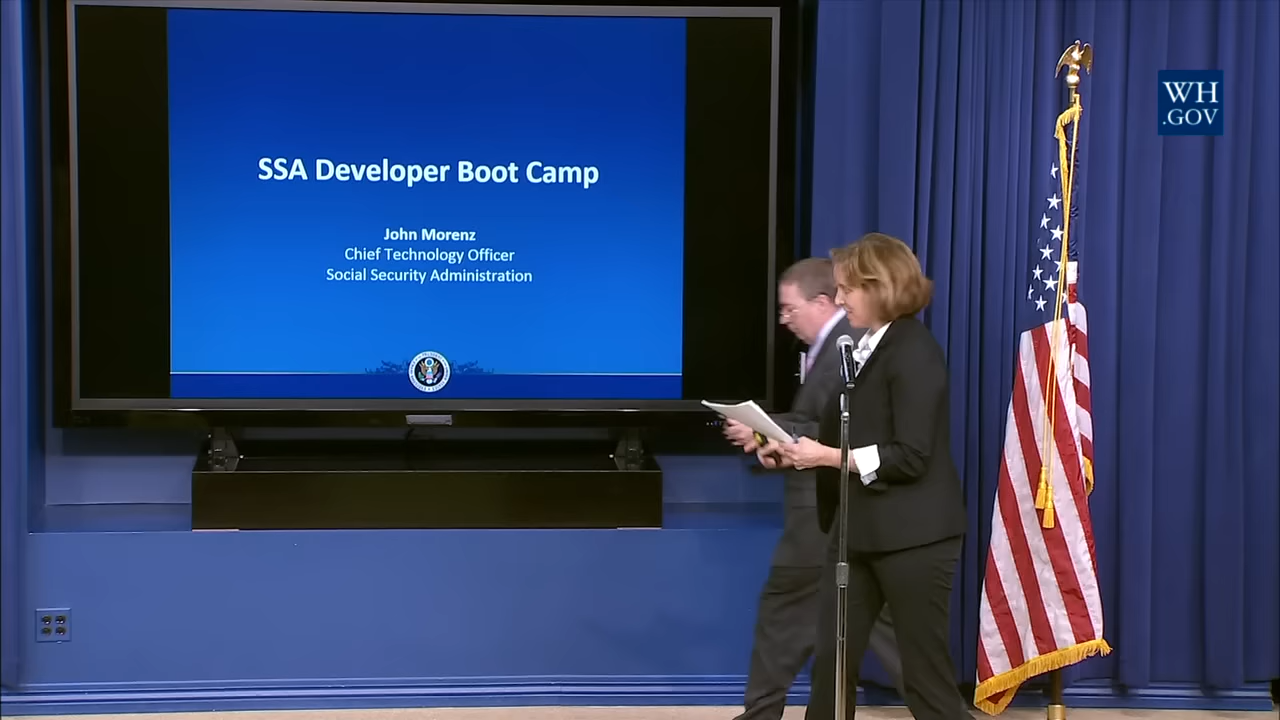 SSA Developer Boot Camp
John Morenz
Chief Technology Officer
Social Security Administration
WH
.GOV